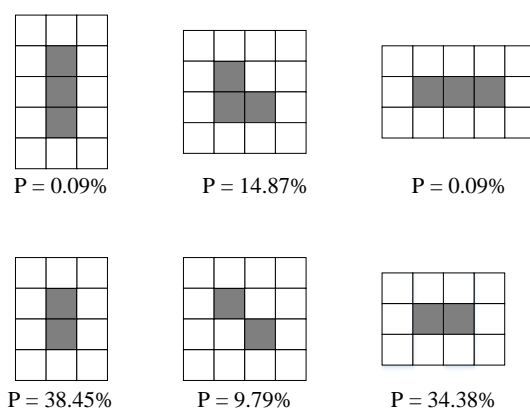 P = 0.09%
P = 14.87%
P = 0.09%
P = 38.45%
P = 9.79%
P = 34.38%